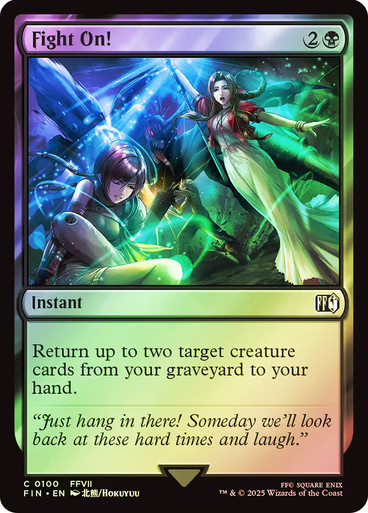 Fight On! 2
Instant
Return up to two target creature
cards from your graveyard to your
hand.
“Just hang in there! Someday we’ll look
back at these hard times and laugh.”
C 0100 FFVII
FIN • EN 北熊/Hokuyuu
FF© SQUARE ENIX
™ & © 2025 Wizards of the Coast